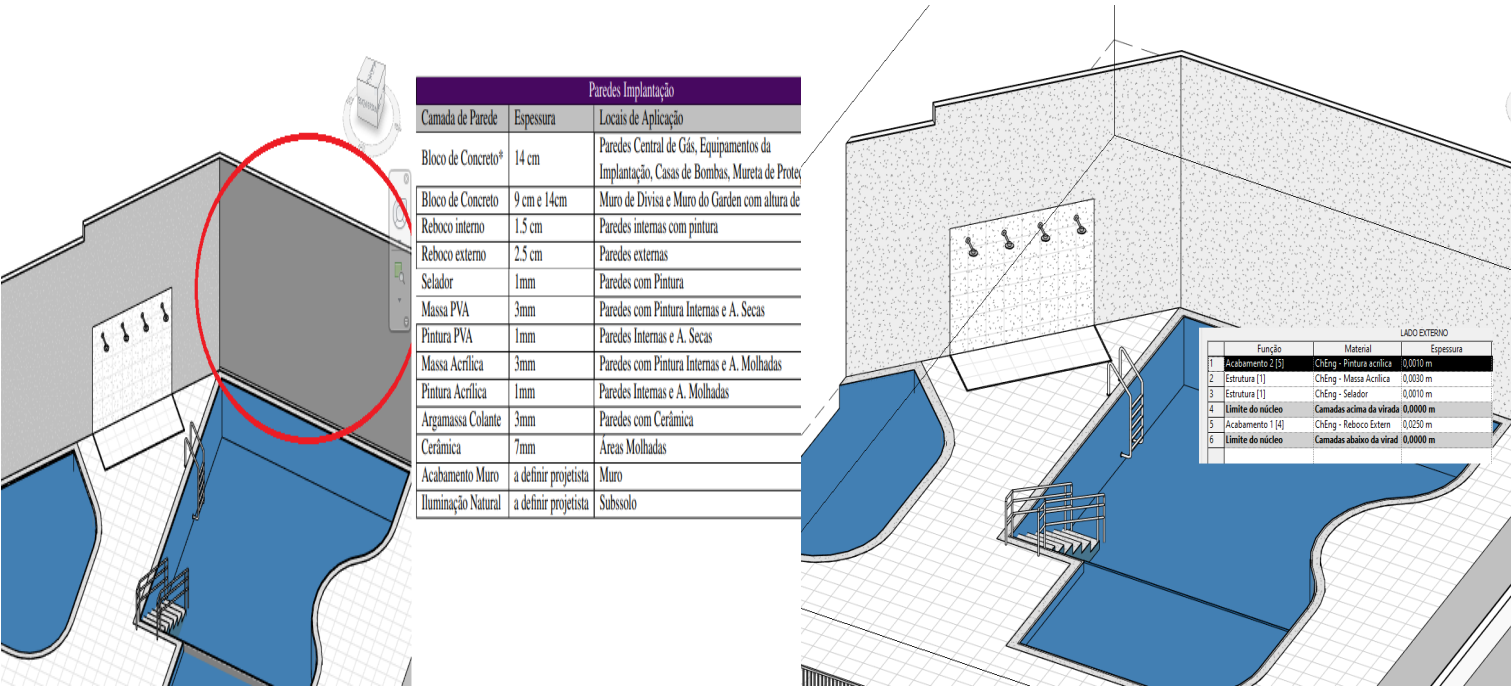 Paredes Implantação
Camada de Parede Espessura Locais de Aplicação
Bloco de Concreto* 14 cm Paredes Central de Gás, Equipamentos da
Implantação, Casas de Bombas, Mureta de Prote
Bloco de Concreto 9 cm e 14cm Muro de Divisa e Muro do Garden com altura de
Reboco interno 1.5 cm Paredes internas com pintura
Reboco externo 2.5 cm Paredes externas
Selador 1mm Paredes com Pintura
Massa PVA 3mm Paredes com Pintura Internas e A. Secas
Pintura PVA 1mm Paredes Internas e A. Secas
Massa Acrílica 3mm Paredes com Pintura Internas e A. Molhadas
Pintura Acrílica 1mm Paredes Internas e A. Molhadas
Argamassa Colante 3mm Paredes com Cerâmica
Cerâmica 7mm Áreas Molhadas
Acabamento Muro a definir projetista Muro
Iluminação Natural a definir projetista Subssolo
LADO EXTERNO
Função Material Espessura
1 Acabamento 2 [5] ChEng - Pintura acrilica 0,0010 m
2 Estrutura [1] ChEng - Massa Acrilica 0,0030 m
3 Estrutura [1] ChEng - Selador 0,0010 m
4 Limite do núcleo Camadas acima da virada 0,0000 m
5 Acabamento 1 [4] ChEng - Reboco Extern 0,0250 m
6 Limite do núcleo Camadas abaixo da virad 0,0000 m